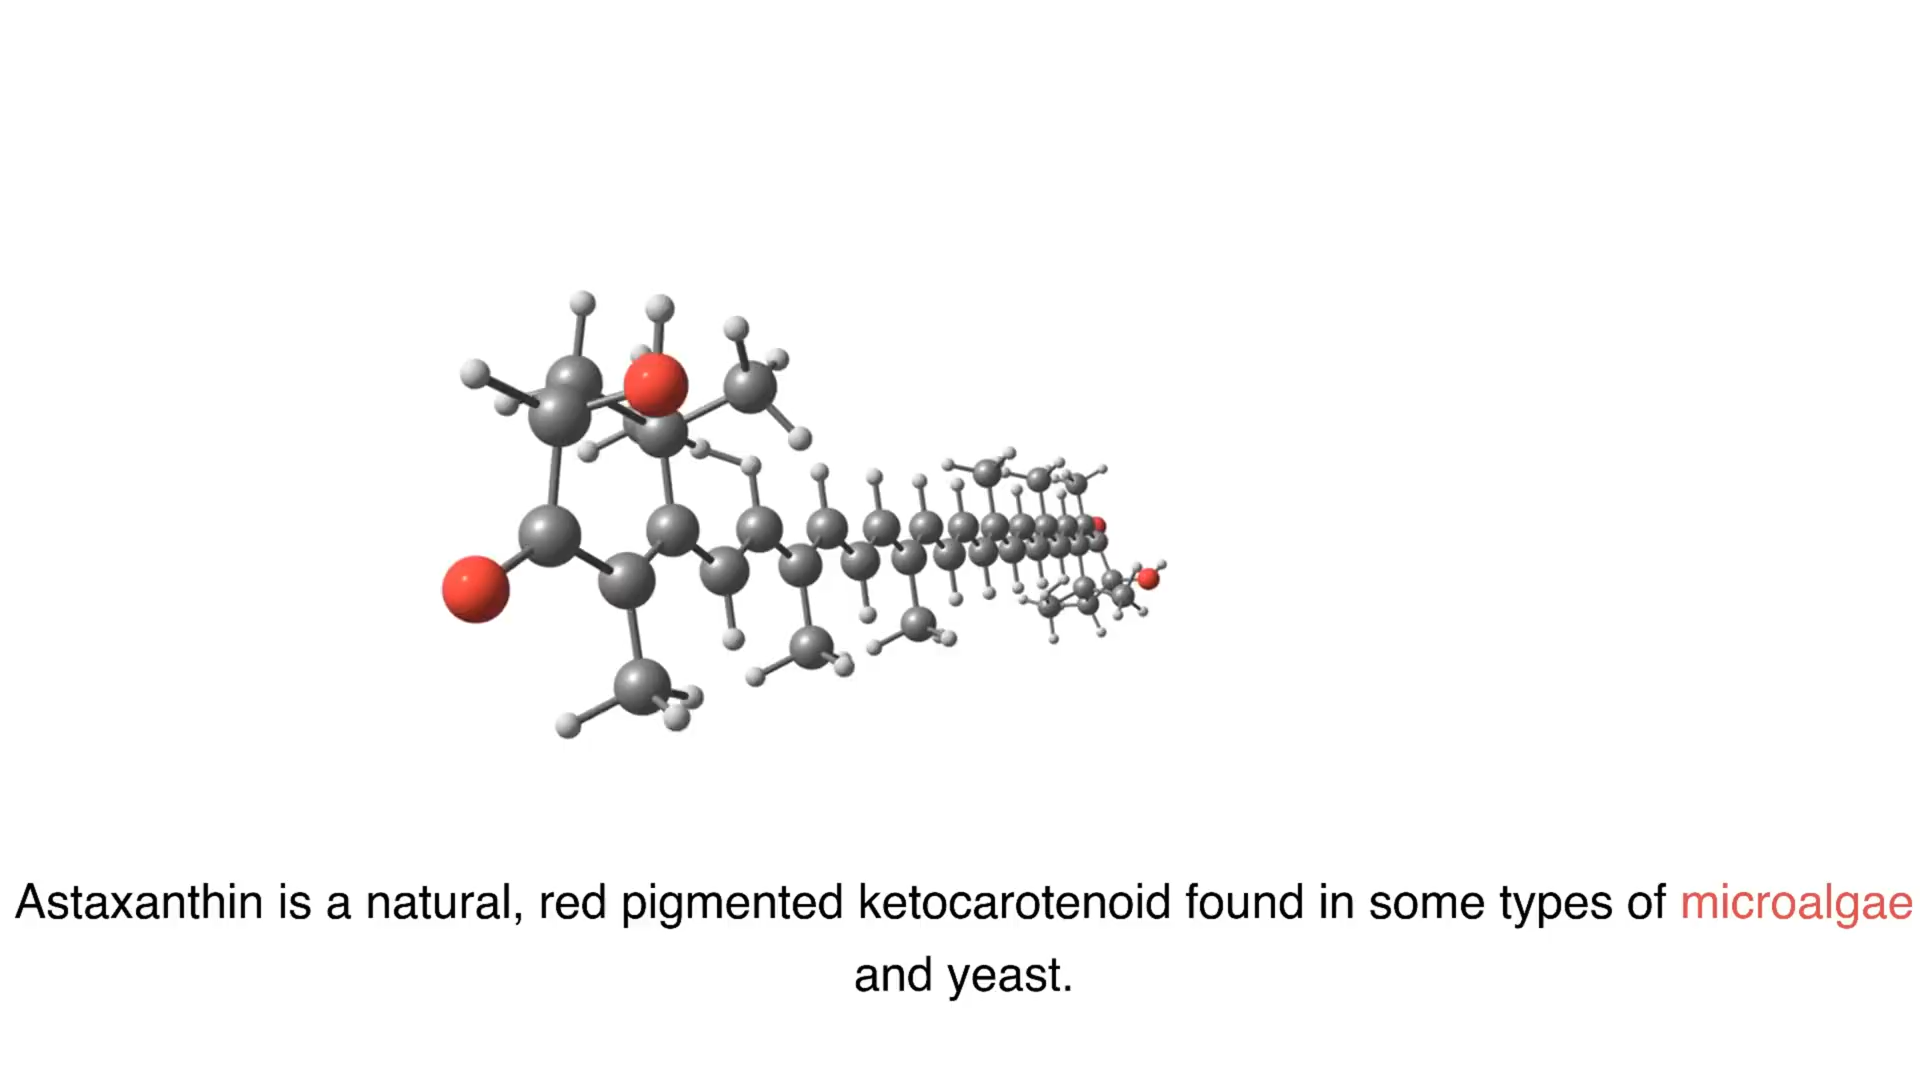 Astaxanthin is a natural, red pigmented ketocarotenoid found in some types of microalgae
and yeast.